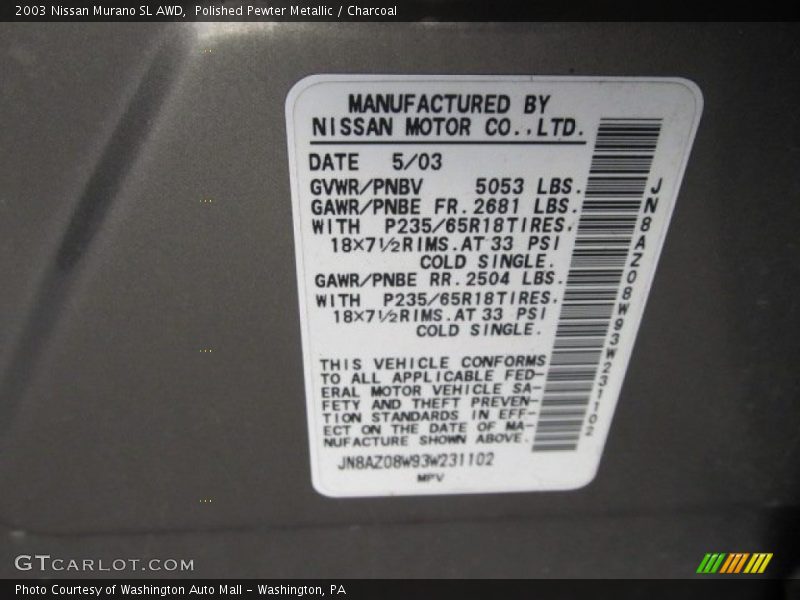 2003 Nissan Murano SL AWD,  Polished Pewter Metallic / Charcoal
MANUFACTURED BY
NISSAN MOTOR CO.,LTD.
DATE 5/03
GVWR/PNBV 5053 LBS.
GAWR/PNBE FR. 2681 LBS.
WITH P235/65R18TIRES,
18×7½RIMS.AT 33 PSI
COLD SINGLE.
GAWR/PNBE RR. 2504 LBS.
WITH P235/65R18TIRES.
18×7½RIMS.AT 33 PSI
COLD SINGLE.
THIS VEHICLE CONFORMS
TO ALL APPLICABLE FED-
ERAL MOTOR VEHICLE SA-
FETY AND THEFT PREVEN-
TION STANDARDS IN EFF-
ECT ON THE DATE OF MA-
NUFACTURE SHOWN ABOVE.
JN8AZ08W93W231102
MPV
JN8AZ08W93W231102
GTCARLOT.COM
Photo Courtesy of Washington Auto Mall - Washington, PA